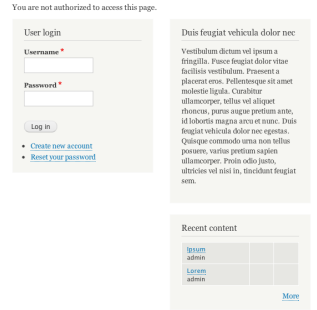 You are not authorized to access this page.
User login
Username *
Password *
Log in
Create new account
Reset your password
Duis feugiat vehicula dolor nec
Vestibulum dictum vel ipsum a
fringilla. Fusce feugiat dolor vitae
facilisis vestibulum. Praesent a
placerat eros. Pellentesque sit amet
molestie ligula. Curabitur
ullamcorper, tellus vel aliquet
rhoncus, purus augue pretium ante,
id lobortis magna arcu et nunc. Duis
feugiat vehicula dolor nec egestas.
Quisque commodo urna non tellus
posuere, varius pretium sapien
ullamcorper. Proin odio justo,
ultricies vel nisi in, tincidunt feugiat
sem.
Recent content
Ipsum
admin
Lorem
admin
More